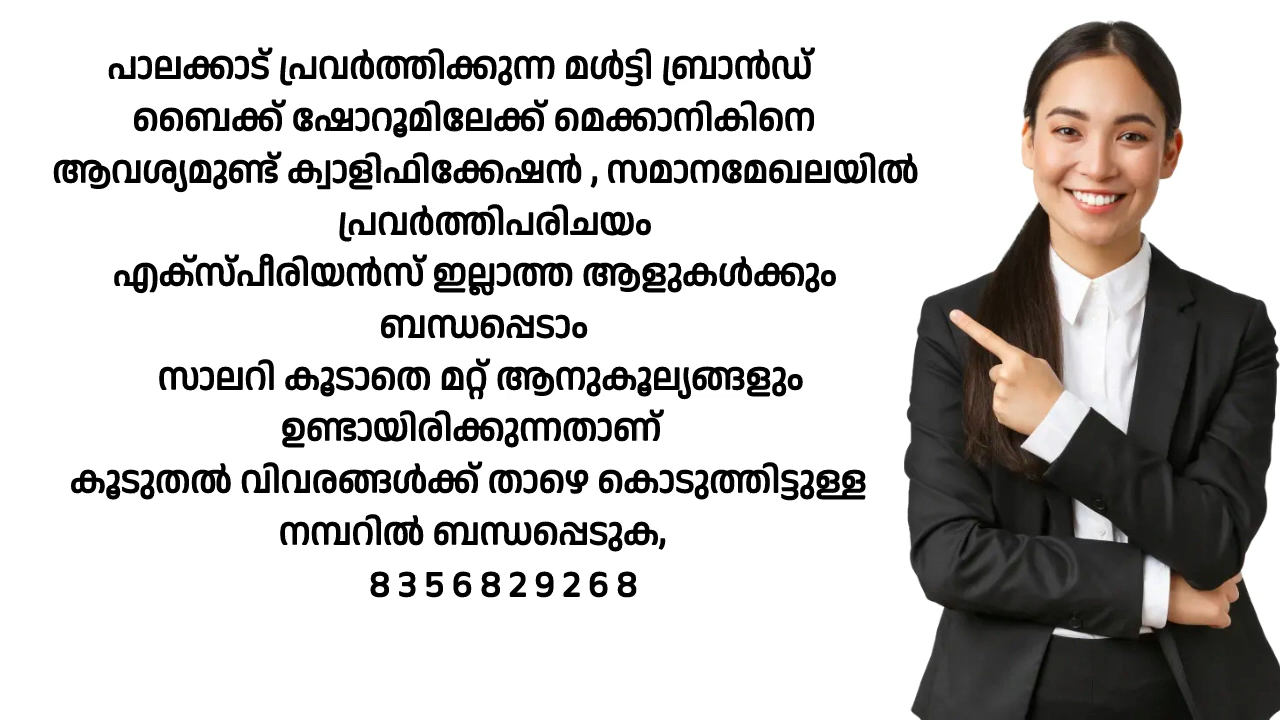 പാലക്കാട് പ്രവർത്തിക്കുന്ന മൾട്ടി ബ്രാൻഡ്
ബൈക്ക് ഷോറൂമിലേക്ക് മെക്കാനികിനെ
ആവശ്യമുണ്ട് ക്വാളിഫിക്കേഷൻ , സമാനമേഖലയിൽ
പ്രവർത്തിപരിചയം
എക്സ്പീരിയൻസ് ഇല്ലാത്ത ആളുകൾക്കും
ബന്ധപ്പെടാം
സാലറി കൂടാതെ മറ്റ് ആനുകൂല്യങ്ങളും
ഉണ്ടായിരിക്കുന്നതാണ്
കൂടുതൽ വിവരങ്ങൾക്ക് താഴെ കൊടുത്തിട്ടുള്ള
നമ്പറിൽ ബന്ധപ്പെടുക,
8356829268